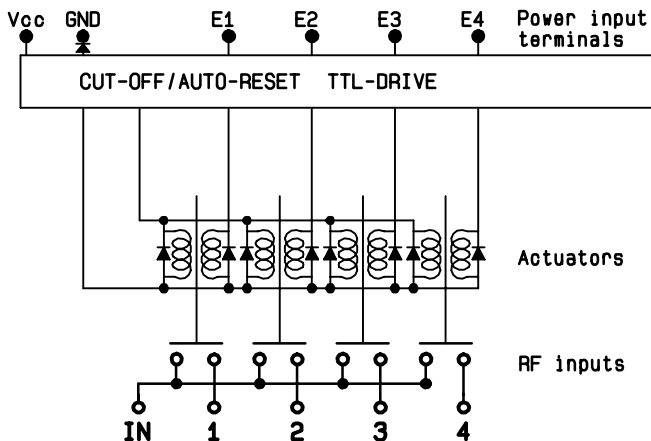 Vcc GND E1 E2 E3 E4 Power input
terminals
CUT-OFF/AUTO-RESET TTL-DRIVE
Actuators
RF inputs
IN 1 2 3 4